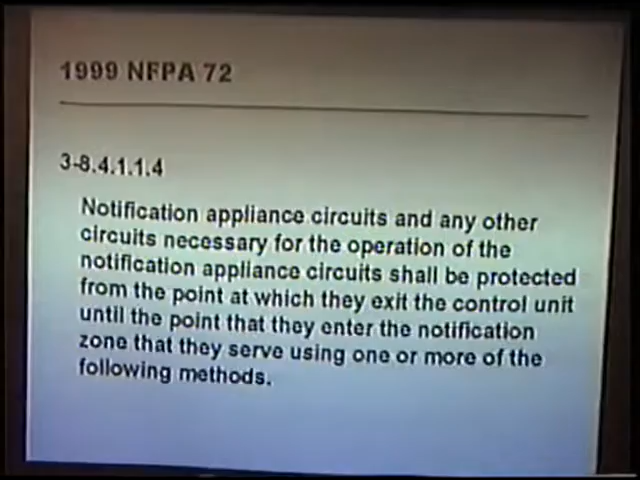 1999 NFPA 72
3-8.4.1.1.4
Notification appliance circuits and any other
circuits necessary for the operation of the
notification appliance circuits shall be protected
from the point at which they exit the control unit
until the point that they enter the notification
zone that they serve using one or more of the
following methods.